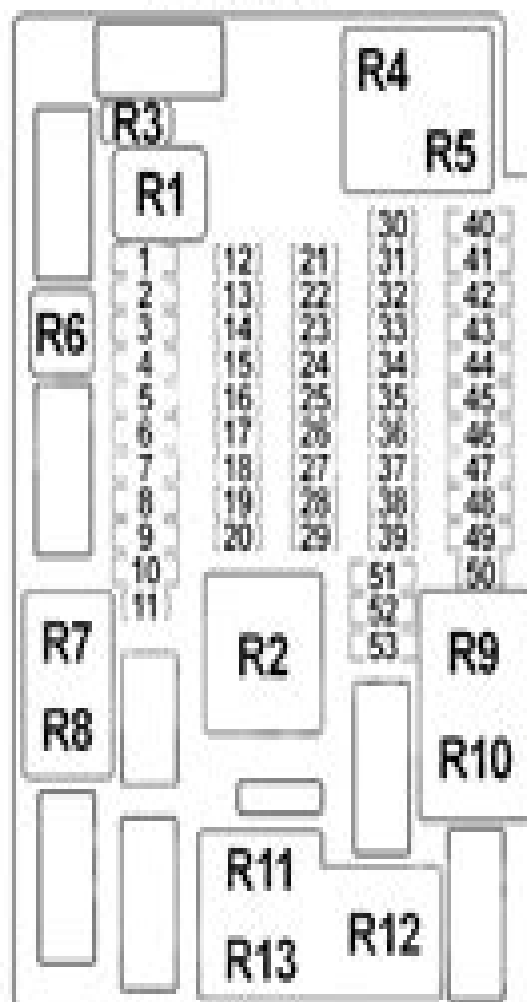 R4
R3
R5
R1
30 40
1 12 21 31 41
2 13 22 32 42
R6 3 14 23 33 43
4 15 24 34 44
5 16 25 35 45
6 17 26 36 46
7 18 27 37 47
8 19 28 38 48
9 20 29 39 49
10 51 50
11 52
R7 R2 53 R9
R8 R10
R11
R12
R13